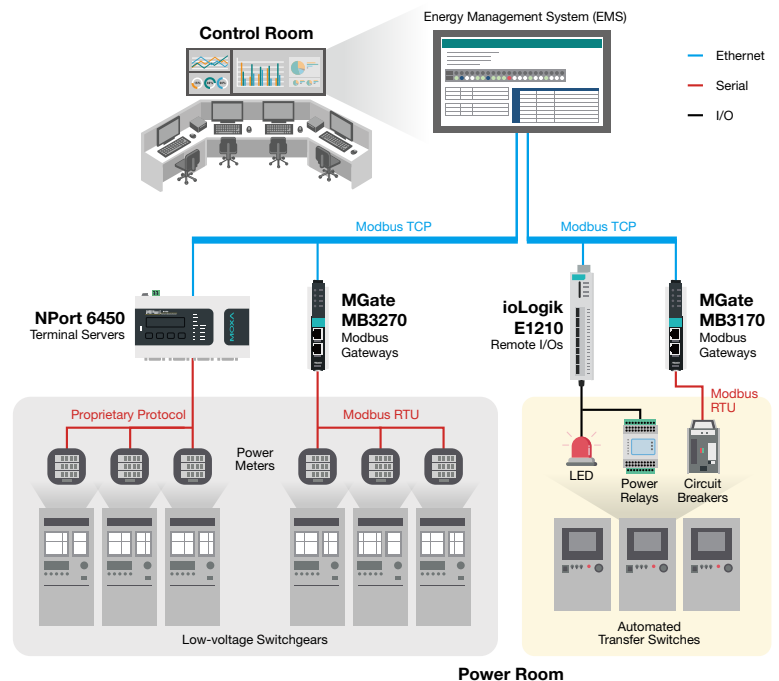 Energy Management System (EMS)
Control Room
Ethernet
Serial
I/O
Modbus TCP
Modbus TCP
NPort 6450
Terminal Servers
MOXA
MGate
MB3270
Modbus
Gateways
ioLogik
E1210
Remote I/Os
MGate
MB3170
Modbus
Gateways
Proprietary Protocol
Modbus RTU
Modbus
RTU
Power
Meters
LED
Power
Relays
Circuit
Breakers
Low-voltage Switchgears
Automated
Transfer Switches
Power Room